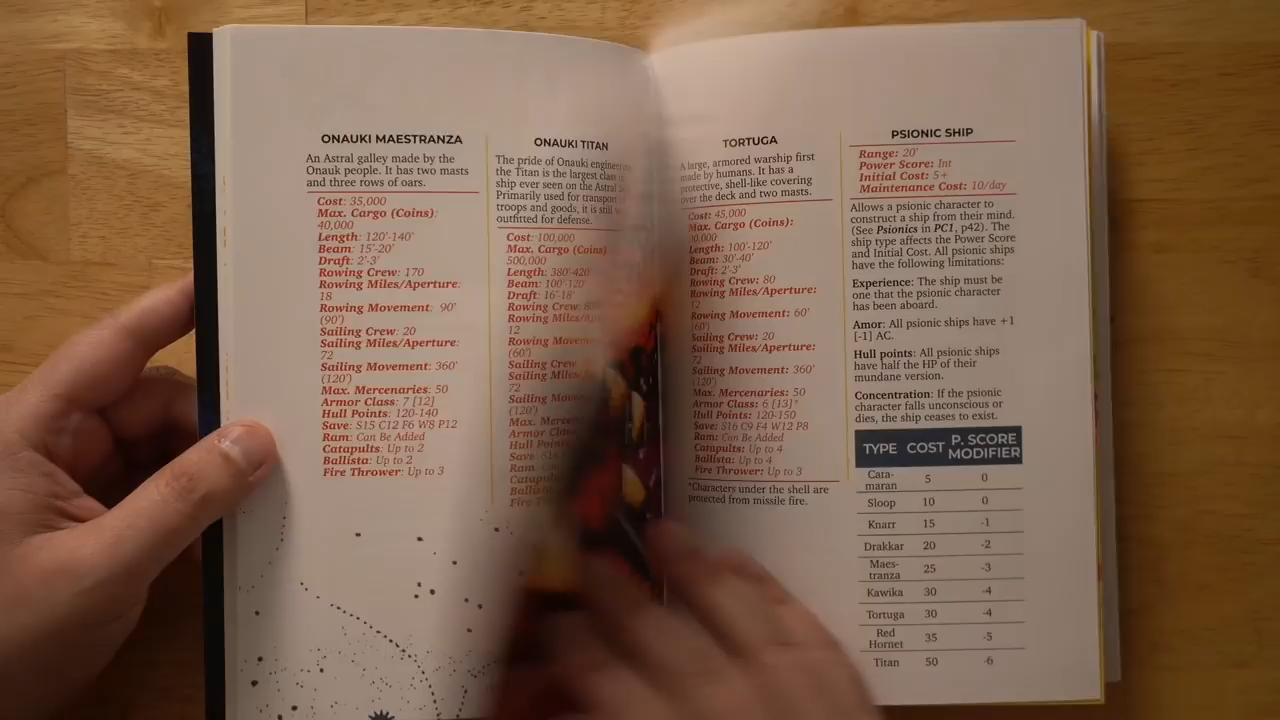 ONAUKI MAESTRANZA
An Astral galley made by the
Onauk people. It has two masts
and three rows of oars.
Cost: 35,000
Max. Cargo (Coins):
40,000
Length: 120'-140'
Beam: 15'-20'
Draft: 2'-3'
Rowing Crew: 170
Rowing Miles/Aperture:
18
Rowing Movement: 90'
(90')
Sailing Crew: 20
Sailing Miles/Aperture:
72
Sailing Movement: 360'
(120')
Max. Mercenaries: 50
Armor Class: 7 [12]
Hull Points: 120-140
Save: S15 C12 F6 W8 P12
Ram: Can Be Added
Catapults: Up to 2
Ballista: Up to 2
Fire Thrower: Up to 3
ONAUKI TITAN
The pride of Onauki
the Titan is the largest class
ship ever seen on the Astral
Primarily used for transport
troops and goods, it is still
outfitted for defense.
Cost: 100,000
Max. Cargo (Coins)
500,000
Length: 380'-420'
Beam: 100'-120'
Draft: 16'-18'
Rowing Crew:
Rowing
12
Rowing
(60')
Sailing Crew
Sailing
72
Sailing
(120')
Max.
Armor
Hull
Save:
Ram:
TORTUGA
A large, armored warship first
made by humans. It has a
protective, shell-like covering
over the deck and two masts.
Cost: 45,000
Max. Cargo (Coins):
Length: 100'-120'
Beam: 30'-40'
Draft: 2'-3'
Rowing Crew: 80
Rowing Miles/Aperture:
12
Rowing Movement: 60'
(60')
Sailing Crew: 20
Sailing Miles/Aperture:
72
Sailing Movement: 360'
(120')
Max. Mercenaries: 50
Armor Class: 6 [13]*
Hull Points: 120-150
Save: S16 C9 F4 W12 P8
Ram: Can Be Added
Catapults: Up to 4
Ballista: Up to 4
Fire Thrower: Up to 3
*Characters under the shell are
protected from missile fire.
PSIONIC SHIP
Range: 20'
Power Score: Int
Initial Cost: 5+
Maintenance Cost: 10/day
Allows a psionic character to
construct a ship from their mind.
(See Psionics in PC1, p42). The
ship type affects the Power Score
and Initial Cost. All psionic ships
have the following limitations:
Experience: The ship must be
one that the psionic character
has been aboard.
Amor: All psionic ships have +1
[-1] AC.
Hull points: All psionic ships
have half the HP of their
mundane version.
Concentration: If the psionic
character falls unconscious or
dies, the ship ceases to exist.
TYPE COST P. SCORE
MODIFIER
Cata-
maran 5 0
Sloop 10 0
Knarr 15 -1
Drakkar 20 -2
Maes-
tranza 25 -3
Kawika 30 -4
Tortuga 30 -4
Red
Hornet 35 -5
Titan 50 -6